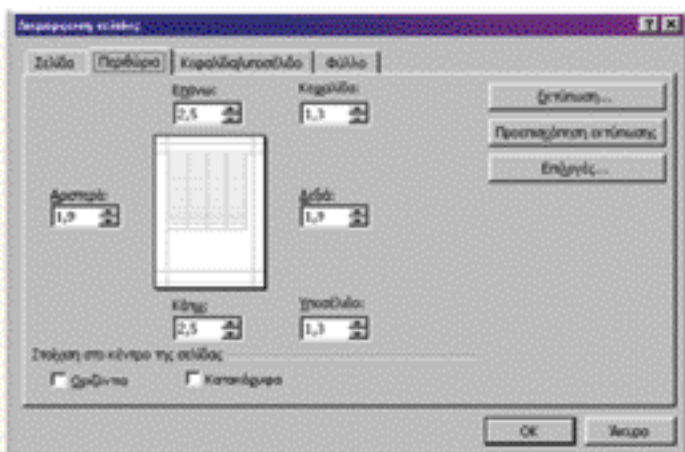 Διαμόρφωση σελίδας
Σελίδα Περιθώρια Κεφαλίδα/υποσέλιδο Φύλλο
Επάνω: Κεφαλίδα:
2,5 1,3
Εκτύπωση...
Προεπισκόπηση εκτύπωσης
Επιλογές...
Αριστερά: Δεξιά:
1,9 1,9
Κάτω: Υποσέλιδο:
2,5 1,3
Στοίχιση στο κέντρο της σελίδας
Οριζόντια Κατακόρυφα
OK Άκυρο